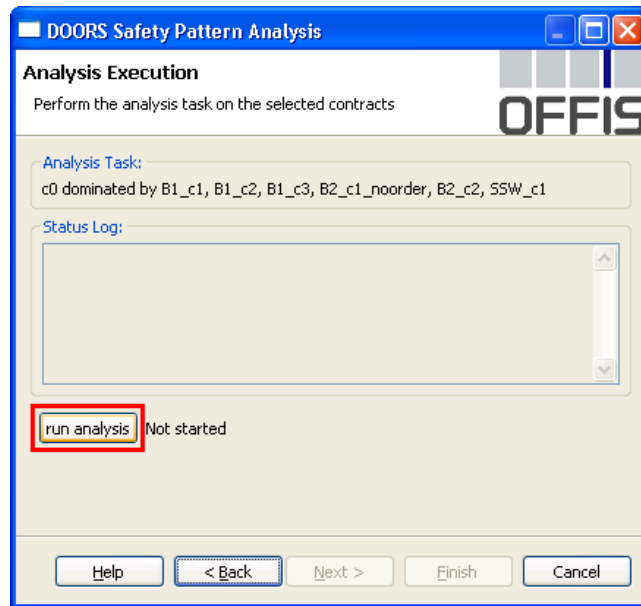 DOORS Safety Pattern Analysis
Analysis Execution
Perform the analysis task on the selected contracts
OFFIS
Analysis Task:
c0 dominated by B1_c1, B1_c2, B1_c3, B2_c1_noorder, B2_c2, SSW_c1
Status Log:
run analysis Not started
Help < Back Next > Finish Cancel